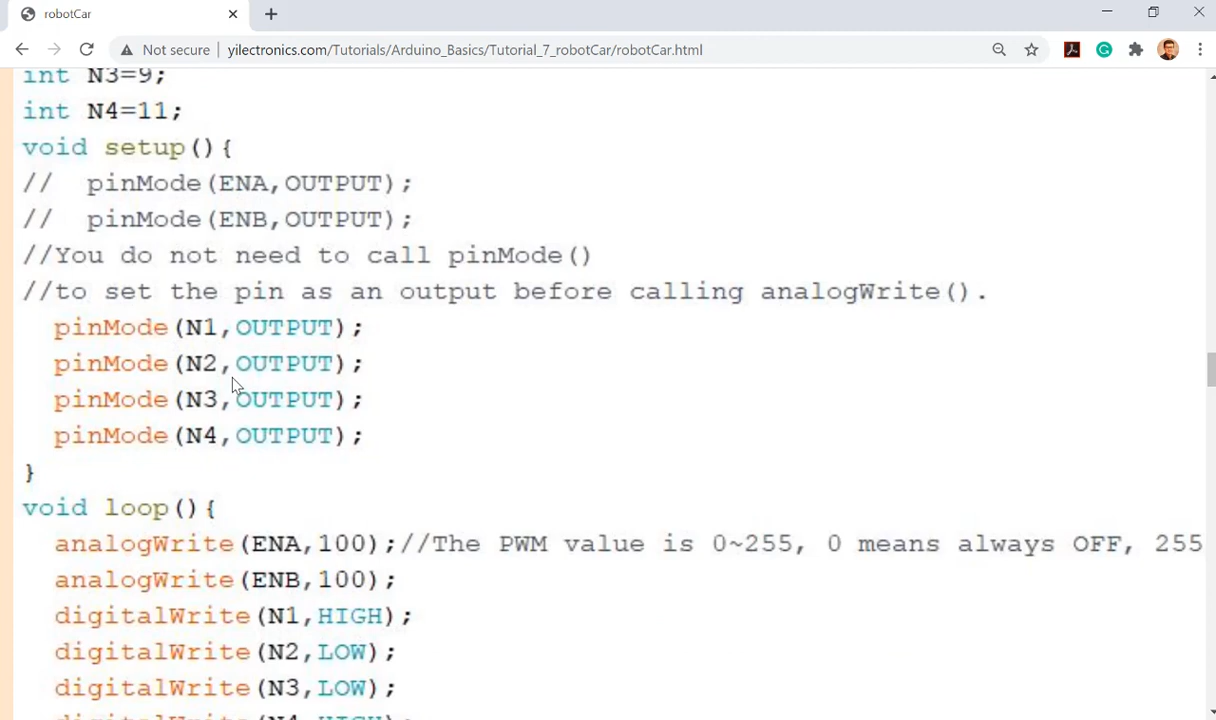 robotCar
Not secure | yilectronics.com/Tutorials/Arduino_Basics/Tutorial_7_robotCar/robotCar.html
int N3=9;
int N4=11;
void setup(){
//  pinMode(ENA,OUTPUT);
//  pinMode(ENB,OUTPUT);
//You do not need to call pinMode()
//to set the pin as an output before calling analogWrite().
  pinMode(N1,OUTPUT);
  pinMode(N2,OUTPUT);
  pinMode(N3,OUTPUT);
  pinMode(N4,OUTPUT);
}
void loop(){
  analogWrite(ENA,100);//The PWM value is 0~255, 0 means always OFF, 255
  analogWrite(ENB,100);
  digitalWrite(N1,HIGH);
  digitalWrite(N2,LOW);
  digitalWrite(N3,LOW);